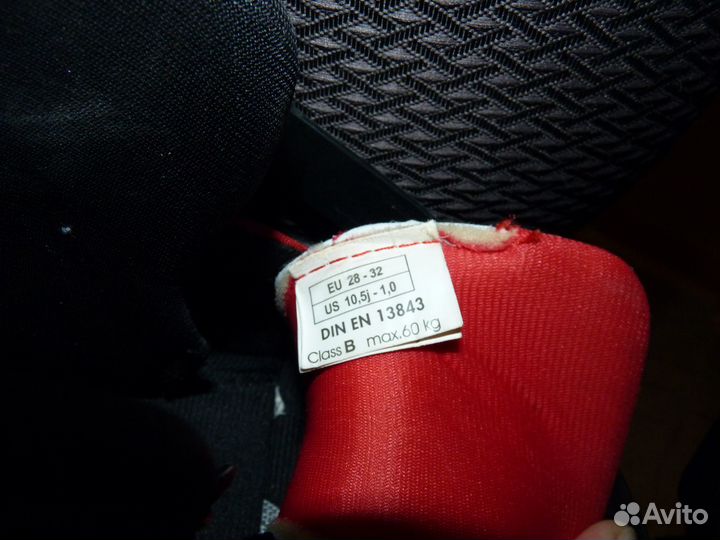 EU 28 - 32
US 10,5j - 1,0
DIN EN 13843
Class B max.60 kg
Avito